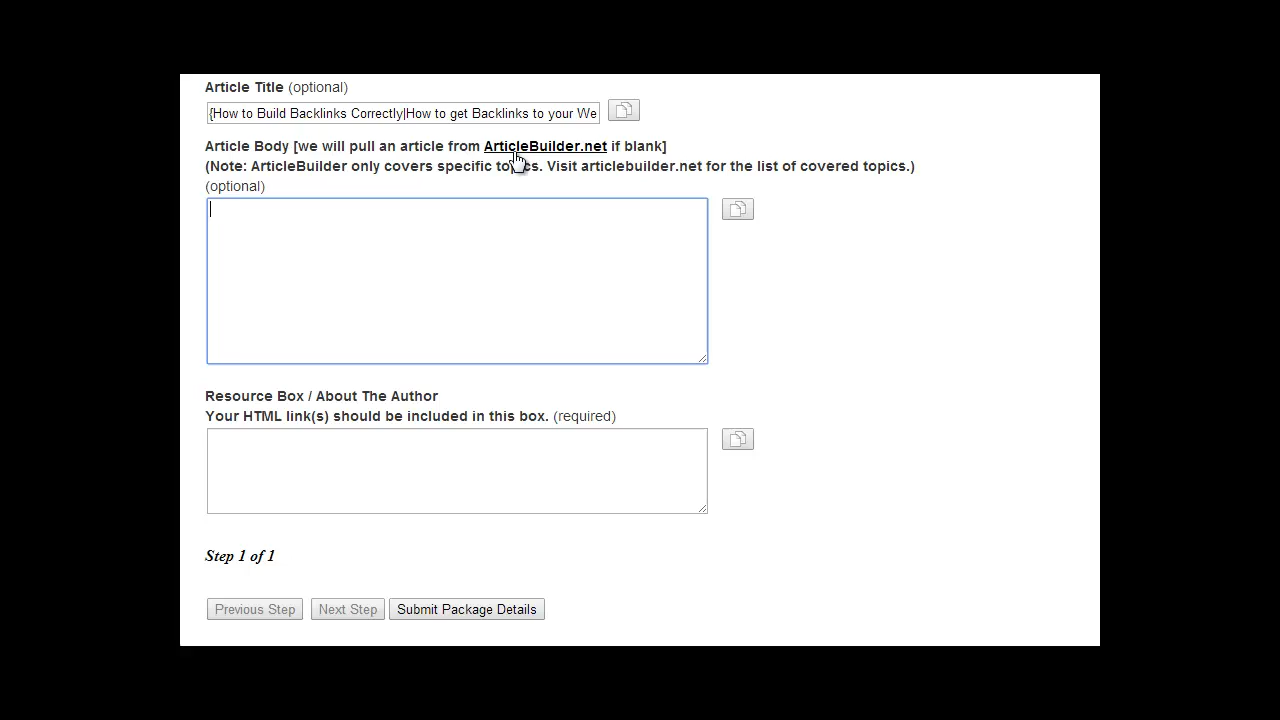 Article Title (optional)
{How to Build Backlinks Correctly|How to get Backlinks to your We
Article Body [we will pull an article from ArticleBuilder.net if blank]
(Note: ArticleBuilder only covers specific topics. Visit articlebuilder.net for the list of covered topics.)
(optional)
Resource Box / About The Author
Your HTML link(s) should be included in this box. (required)
Step 1 of 1
Previous Step Next Step Submit Package Details